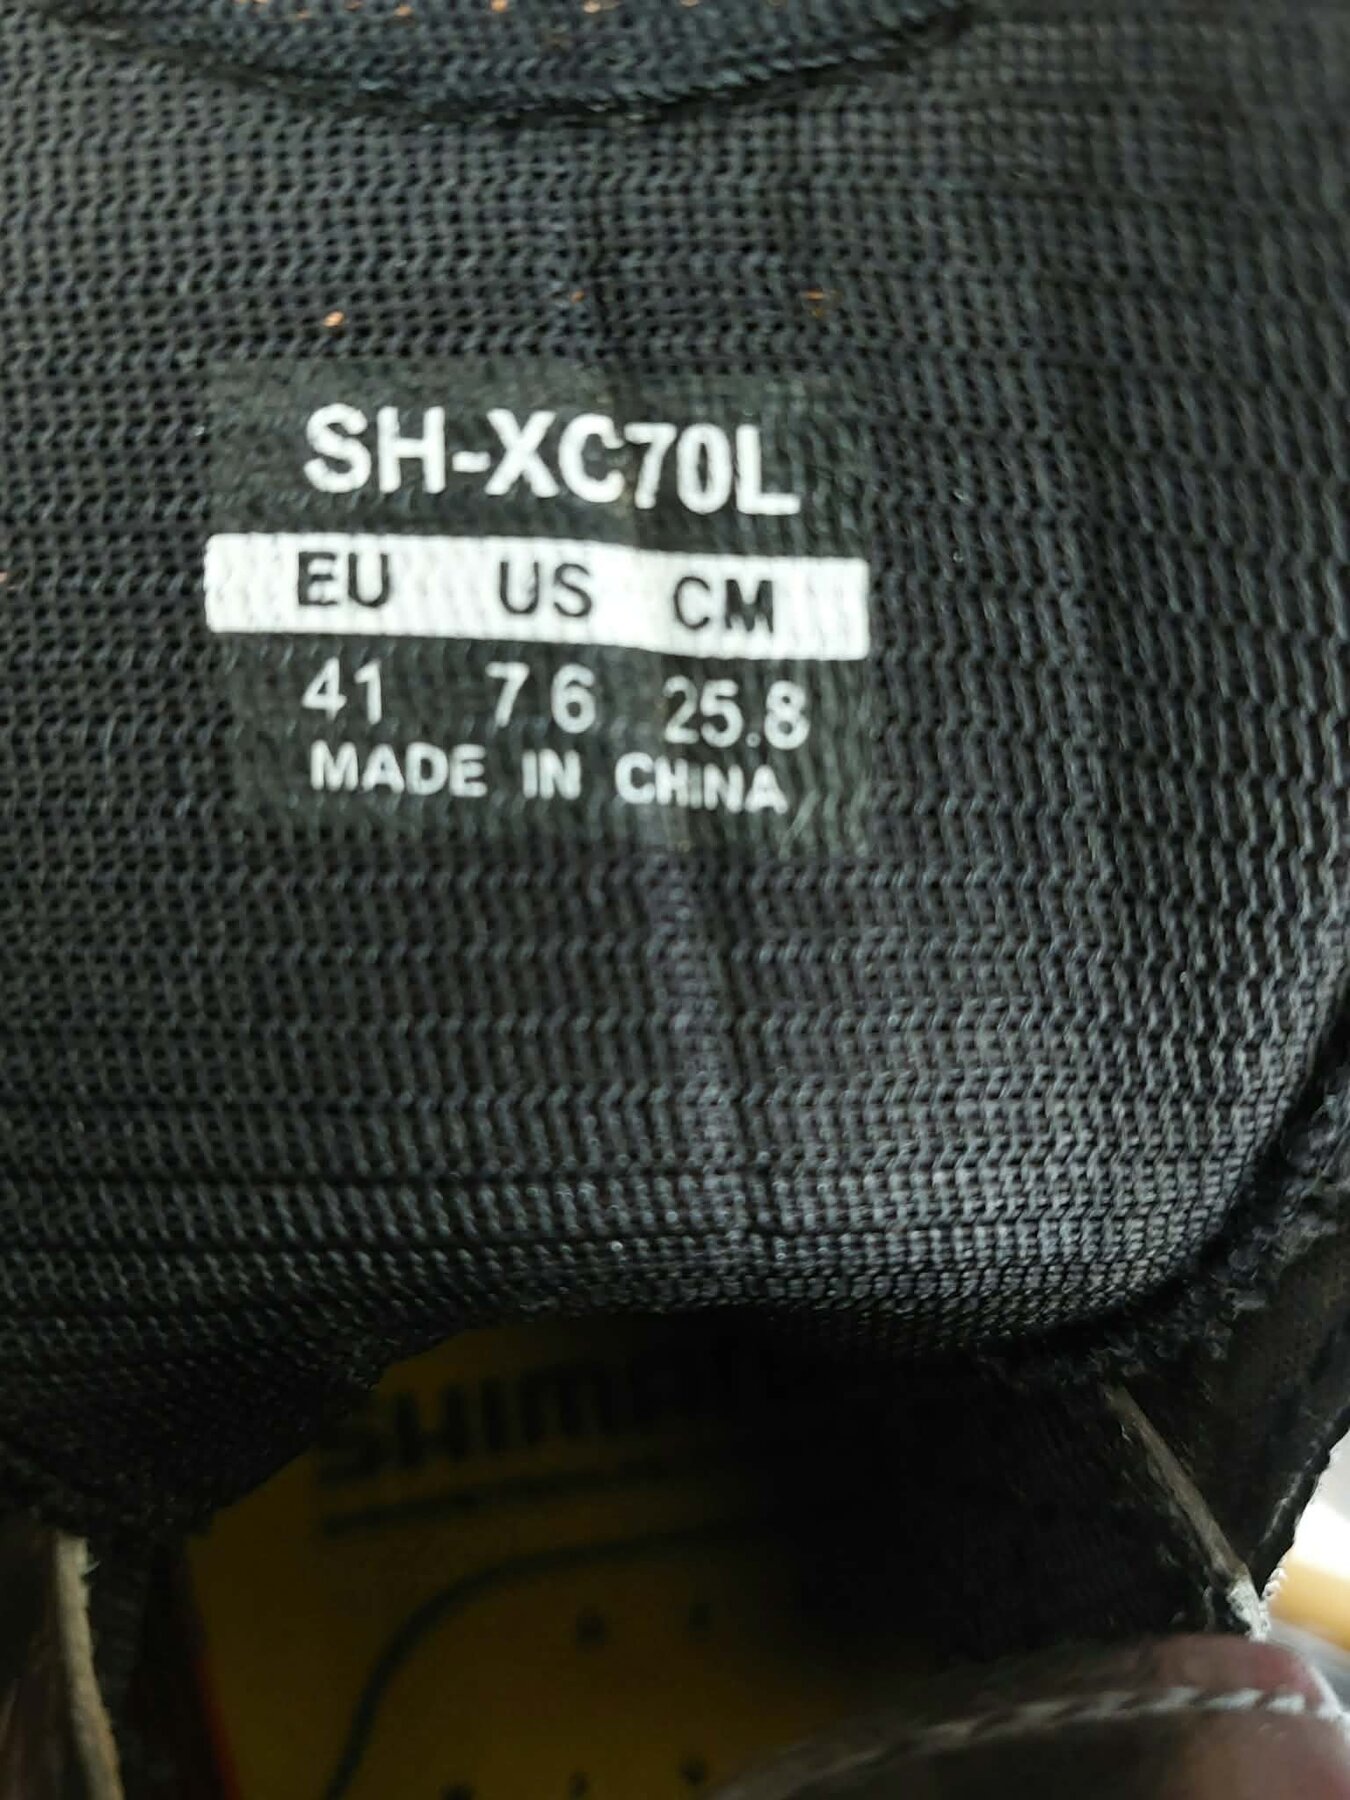 SH-XC70L
EU US CM
41 7 6 25.8
MADE IN CHINA